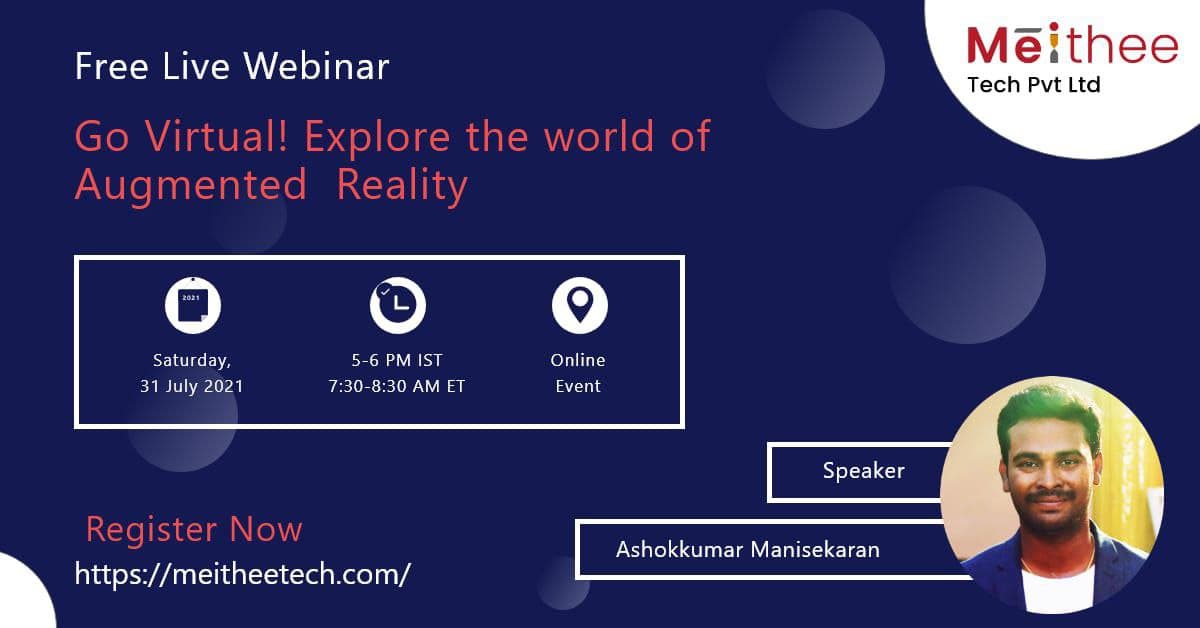 Free Live Webinar
Meithee
Tech Pvt Ltd
Go Virtual! Explore the world of
Augmented Reality
2021
Saturday,
31 July 2021
5-6 PM IST
7:30-8:30 AM ET
Online
Event
Speaker
Ashokkumar Manisekaran
Register Now
https://meitheetech.com/